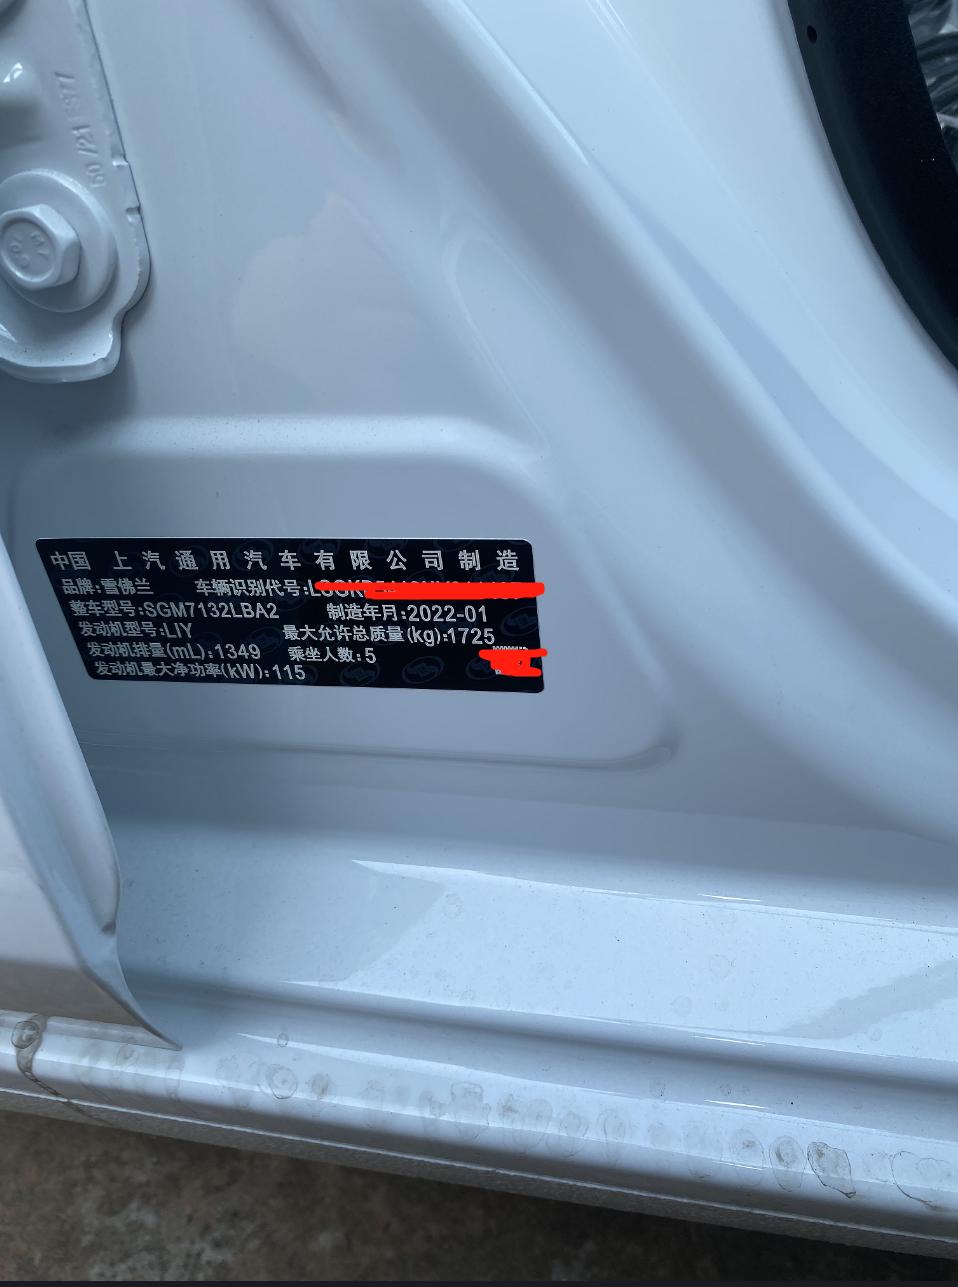 60 /21 S77
中国 上汽通用汽车有限公司制造
品牌:雪佛兰 车辆识别代号:
整车型号:SGM7132LBA2 制造年月:2022-01
发动机型号:LIY 最大允许总质量(kg):1725
发动机排量(mL):1349 乘坐人数:5
发动机最大净功率(kW):115